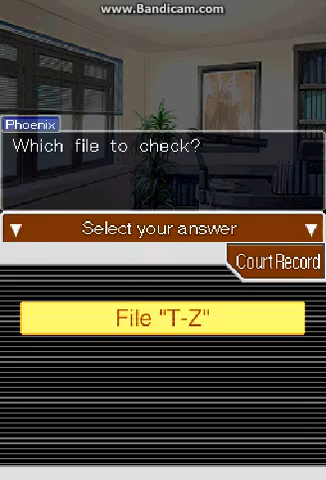 www.Bandicam.com
Phoenix
Which file to check?
Select your answer
Court Record
File "T-Z"